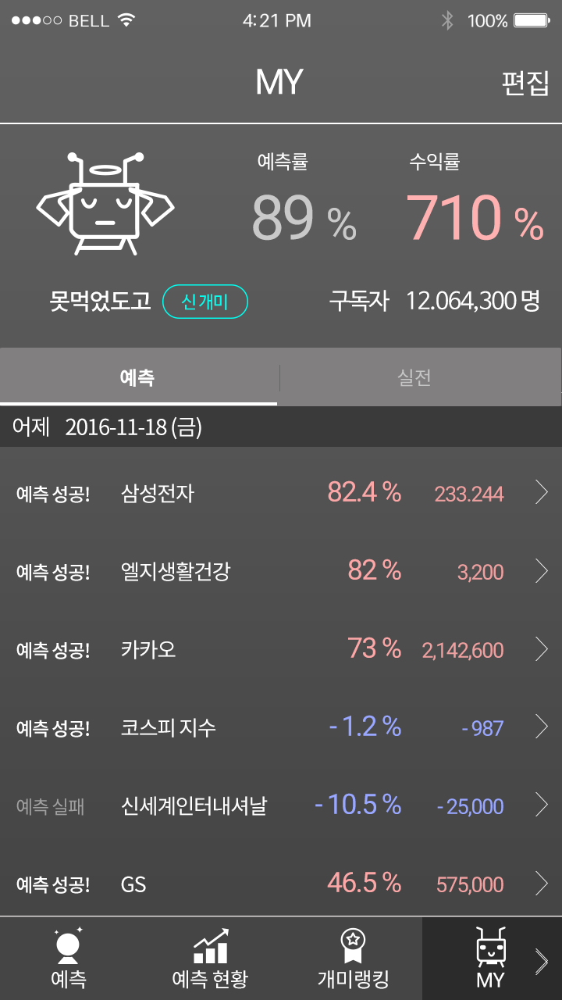 BELL 4:21 PM 100%
MY 편집
예측률 수익률
89 % 710 %
못먹었도고 신개미 구독자 12.064,300 명
예측 실전
어제 2016-11-18 (금)
예측 성공! 삼성전자 82.4 % 233.244
예측 성공! 엘지생활건강 82 % 3,200
예측 성공! 카카오 73 % 2,142,600
예측 성공! 코스피 지수 - 1.2 % - 987
예측 실패 신세계인터내셔날 - 10.5 % - 25,000
예측 성공! GS 46.5 % 575,000
예측 예측 현황 개미랭킹 MY